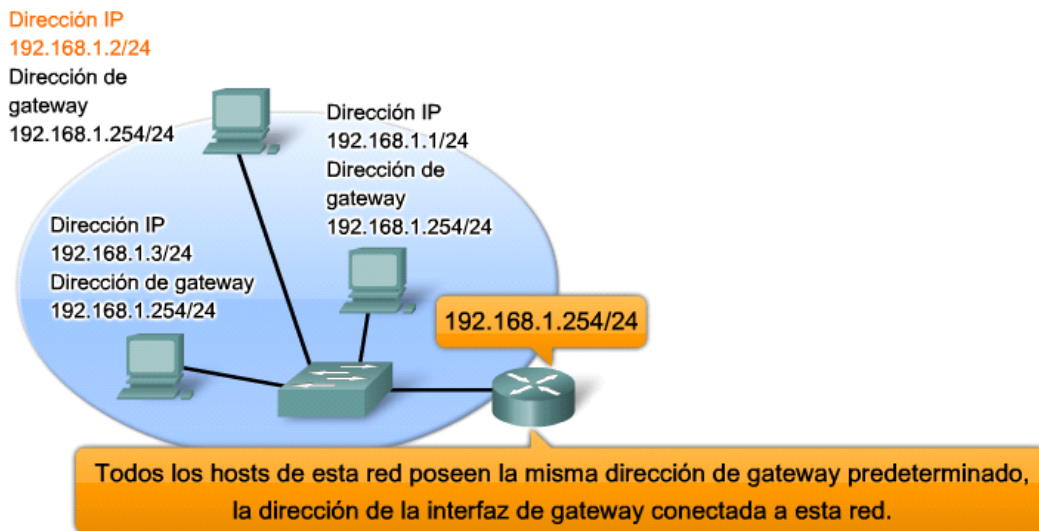 Dirección IP
192.168.1.2/24
Dirección de
gateway
192.168.1.254/24
Dirección IP
192.168.1.1/24
Dirección de
gateway
192.168.1.254/24
Dirección IP
192.168.1.3/24
Dirección de gateway
192.168.1.254/24
192.168.1.254/24
Todos los hosts de esta red poseen la misma dirección de gateway predeterminado,
la dirección de la interfaz de gateway conectada a esta red.